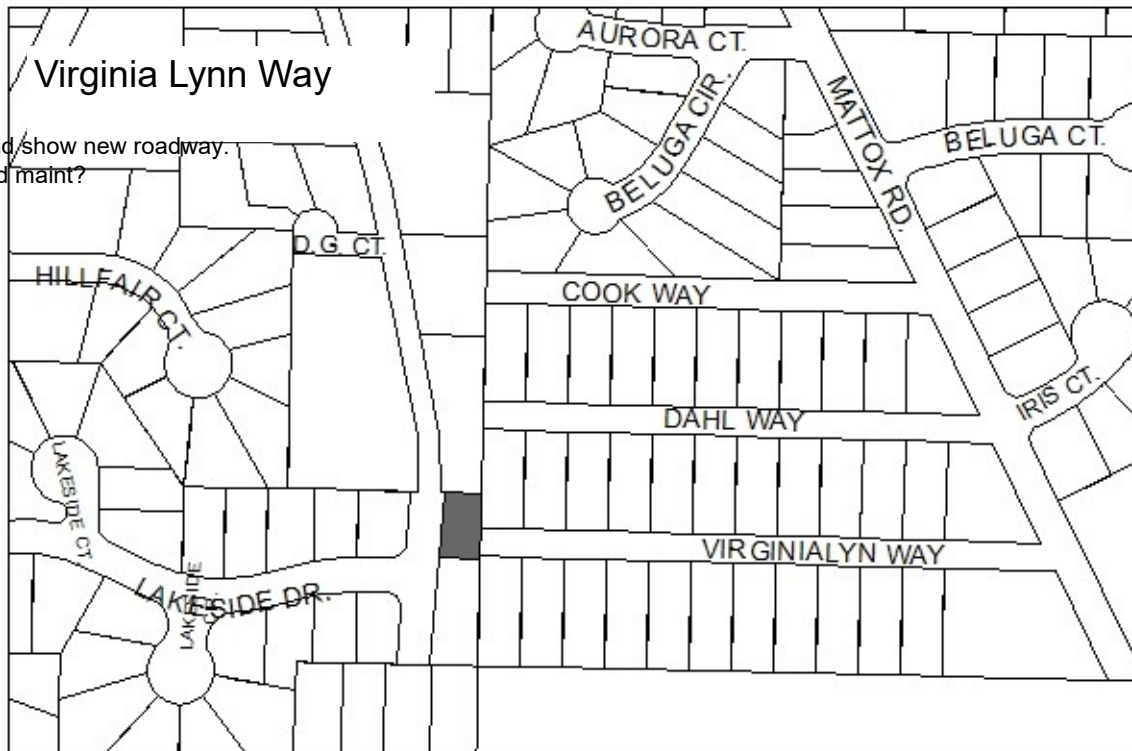 Virginia Lynn Way
d show new roadway.
d maint?
AURORA CT.
BELUGA CIR.
MATTOX RD.
BELUGA CT.
D.G. CT.
HILLFAIR CT.
COOK WAY
DAHL WAY
IRIS CT.
LAKESIDE CT
VIRGINIALYN WAY
LAKESIDE DR.
LAKESIDE